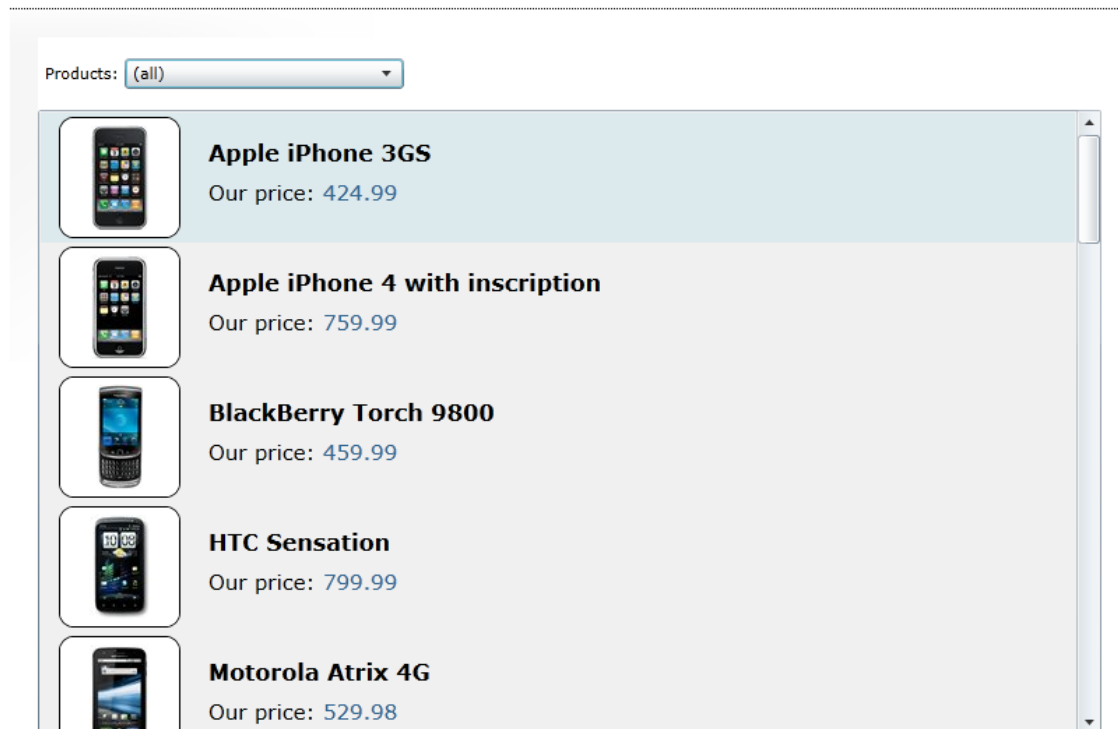 Products: (all)
Apple iPhone 3GS
Our price: 424.99
Apple iPhone 4 with inscription
Our price: 759.99
BlackBerry Torch 9800
Our price: 459.99
HTC Sensation
Our price: 799.99
Motorola Atrix 4G
Our price: 529.98